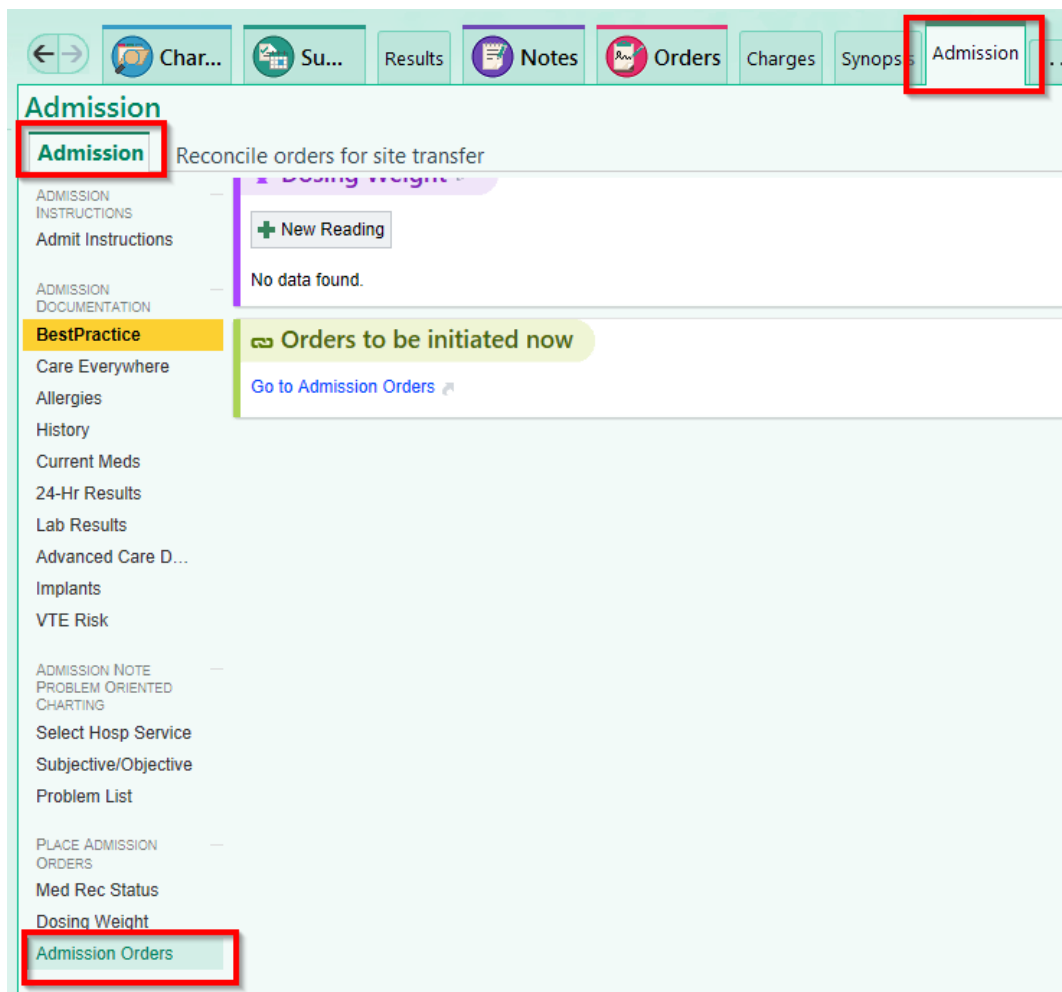 Char...
Su...
Results
Notes
Orders
Charges
Synopsis
Admission
Admission
Admission
Reconcile orders for site transfer
ADMISSION
INSTRUCTIONS
Admit Instructions
ADMISSION
DOCUMENTATION
BestPractice
Care Everywhere
Allergies
History
Current Meds
24-Hr Results
Lab Results
Advanced Care D...
Implants
VTE Risk
ADMISSION NOTE
PROBLEM ORIENTED
CHARTING
Select Hosp Service
Subjective/Objective
Problem List
PLACE ADMISSION
ORDERS
Med Rec Status
Dosing Weight
Admission Orders
Dosing Weight
New Reading
No data found.
Orders to be initiated now
Go to Admission Orders